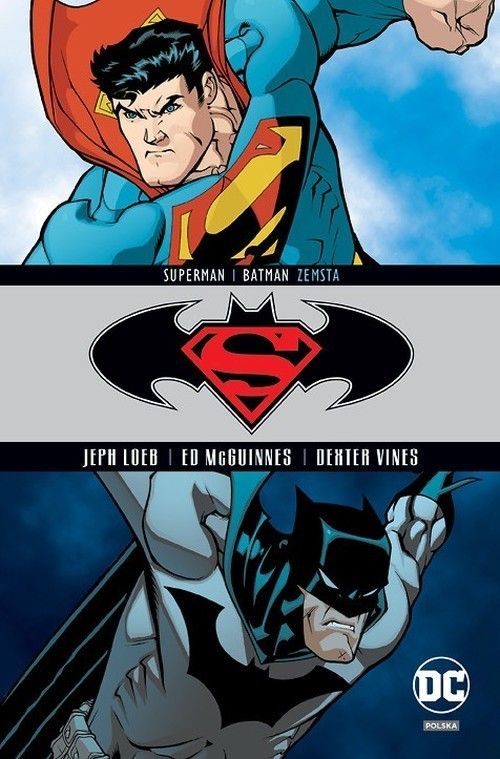 SUPERMAN | BATMAN ZEMSTA
S
JEPH LOEB | ED McGUINNES | DEXTER VINES
DC
POLSKA